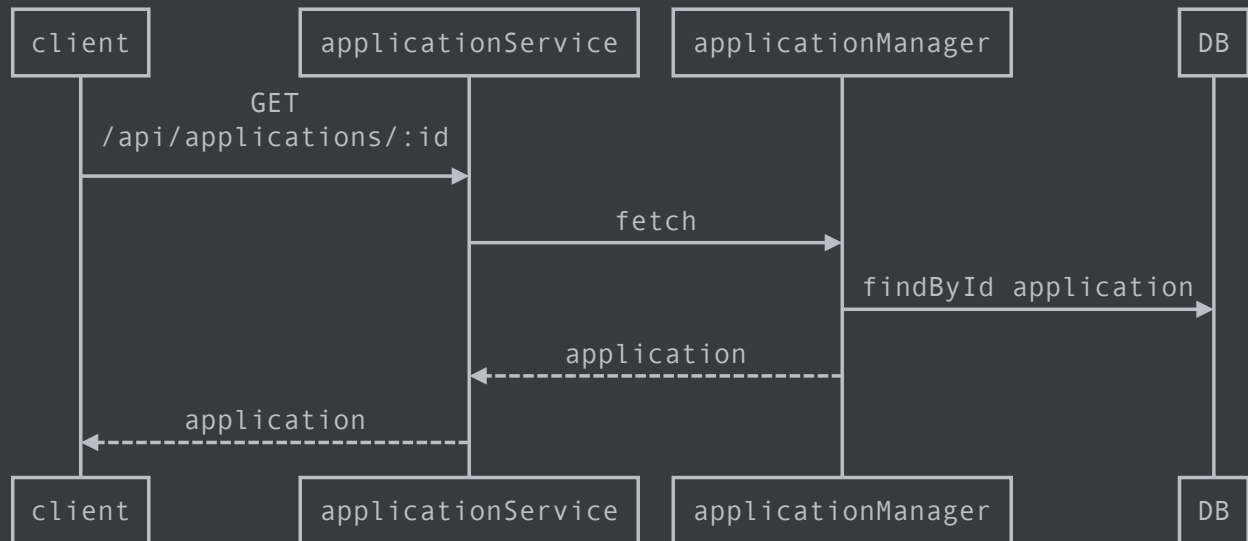 client
applicationService
applicationManager
DB
GET
/api/applications/:id
fetch
findById application
application
application
client
applicationService
applicationManager
DB